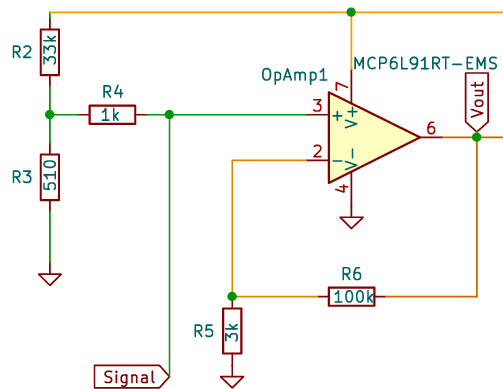 R2
33k
R4
1k
R3
510
OpAmp1
MCP6L91RT-EMS
7
V+
3
+
2
-
V-
4
6
Vout
R6
100k
R5
3k
Signal